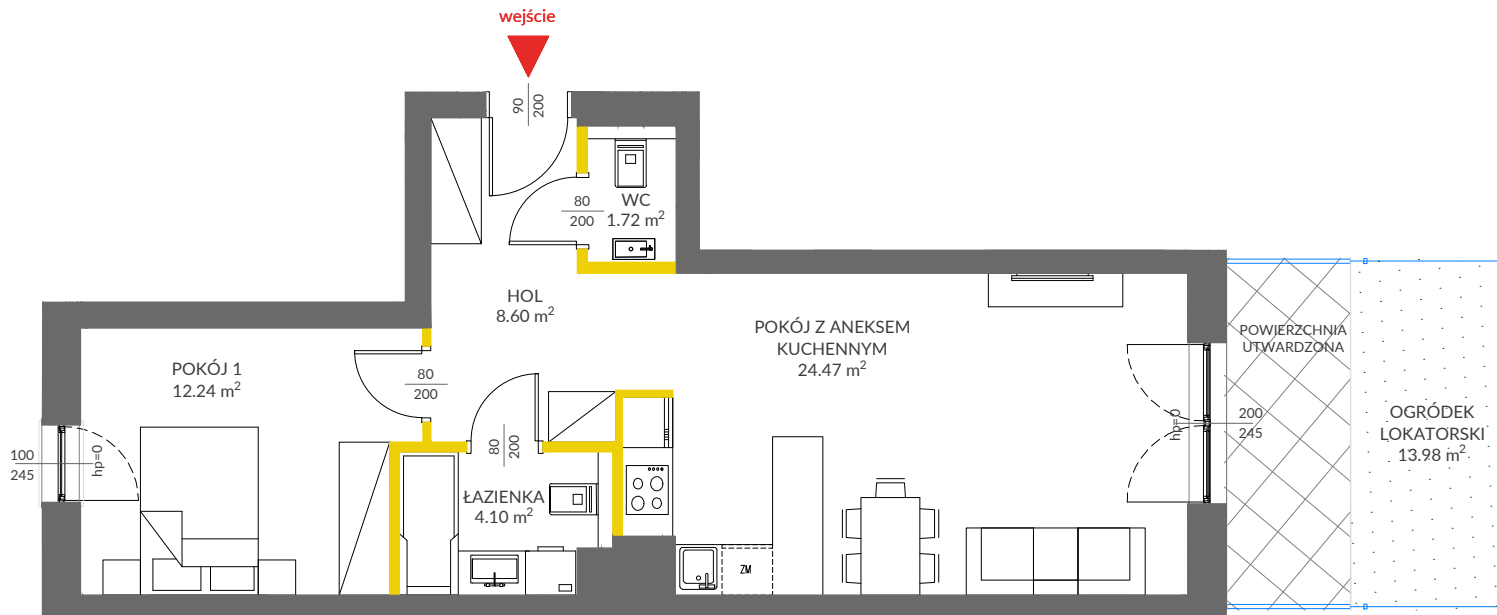 wejście
90
200
80
200
WC
1.72 m²
HOL
8.60 m²
POKÓJ Z ANEKSEM
KUCHENNYM
24.47 m²
POWIERZCHNIA
UTWARDZONA
POKÓJ 1
12.24 m²
80
200
hp=0
200
245
OGRÓDEK
LOKATORSKI
13.98 m²
100
245
hp=0
80
200
ŁAZIENKA
4.10 m²
ZM